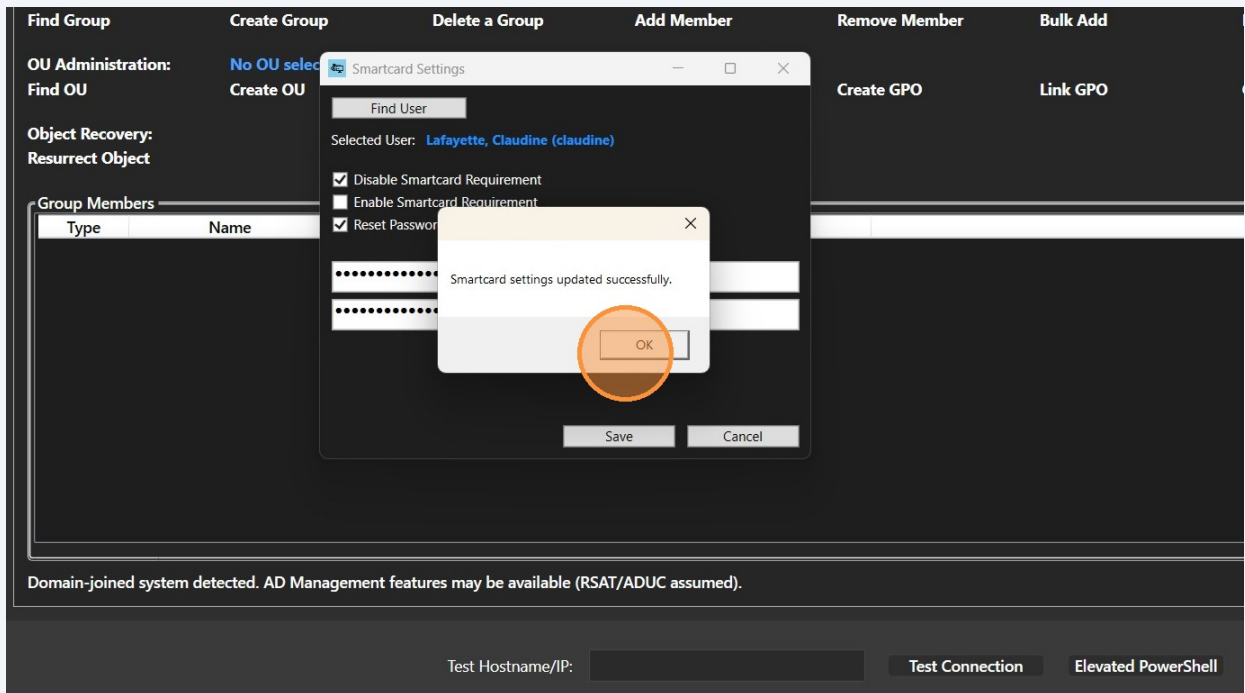 Find Group Create Group Delete a Group Add Member Remove Member Bulk Add
OU Administration: No OU selec
Find OU Create OU Create GPO Link GPO
Object Recovery:
Resurrect Object
Group Members
Type Name
Smartcard Settings
Find User
Selected User: Lafayette, Claudine (claudine)
Disable Smartcard Requirement
Enable Smartcard Requirement
Reset Passwor
Smartcard settings updated successfully.
OK
Save Cancel
Domain-joined system detected. AD Management features may be available (RSAT/ADUC assumed).
Test Hostname/IP: Test Connection Elevated PowerShell